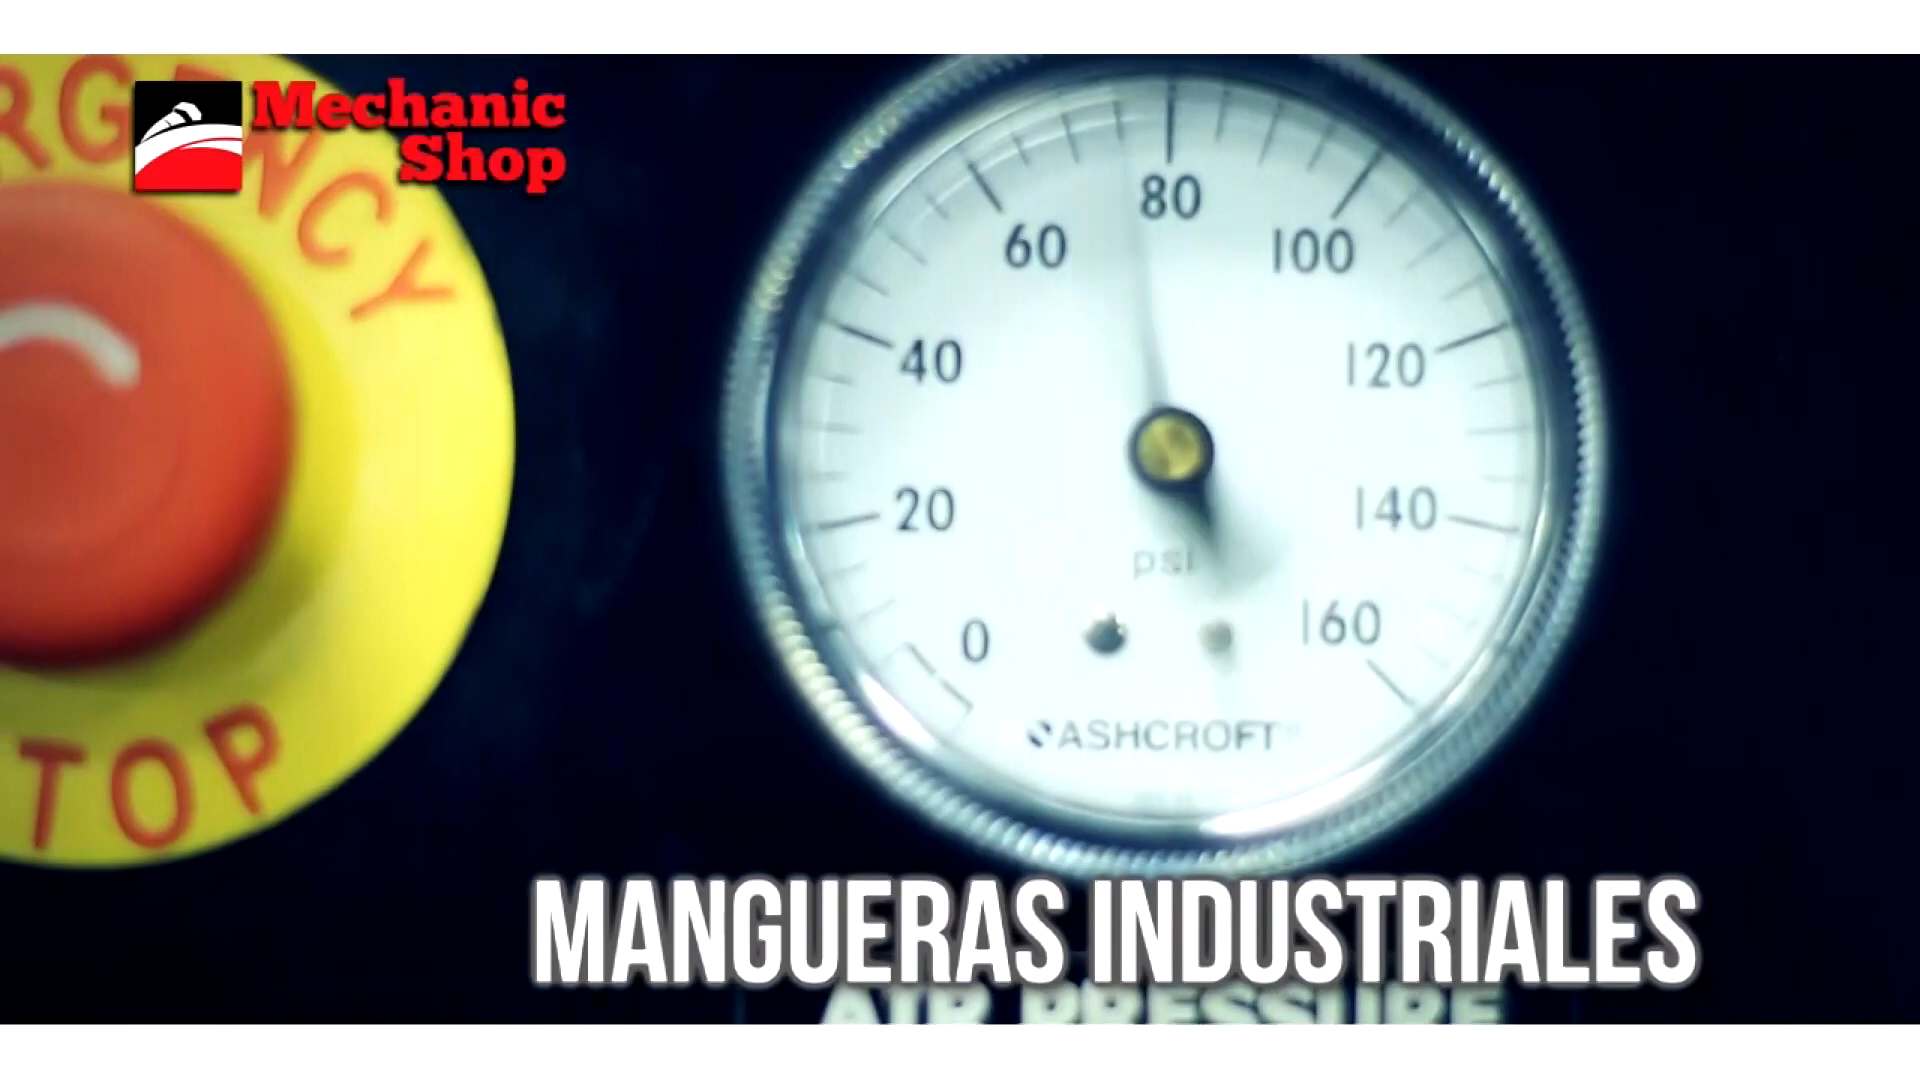 RGENCY
Mechanic
Shop
80
60
100
40
120
20
140
psi
0
160
ASHCROFT
TOP
MANGUERAS INDUSTRIALES
AIR PRESSURE